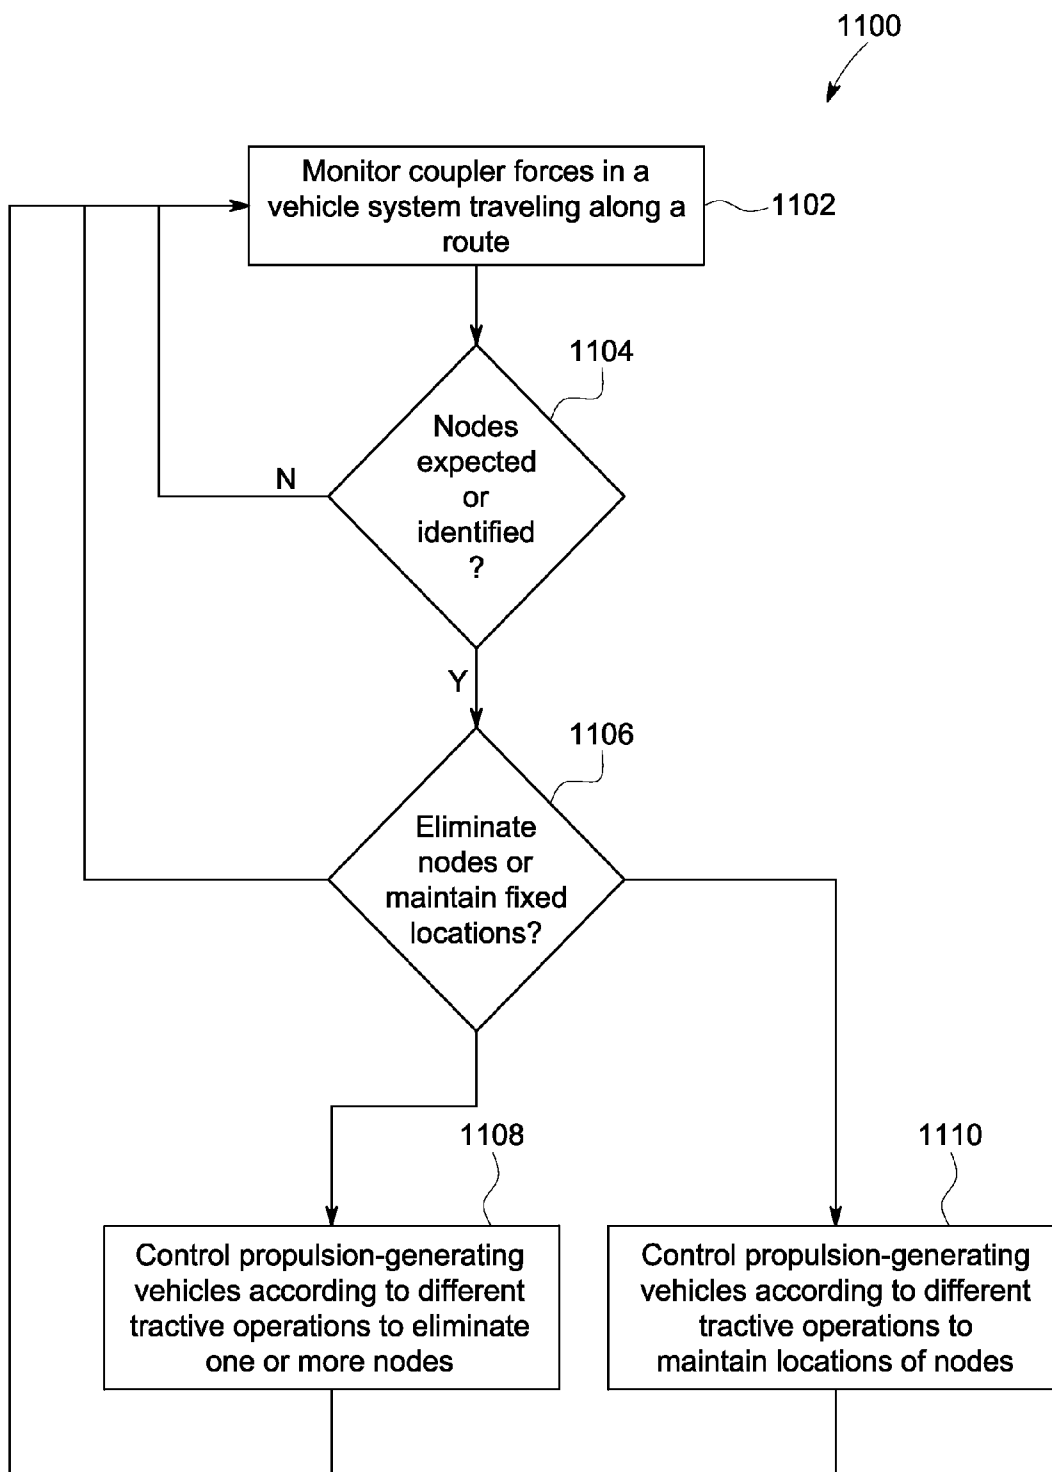 1100
Monitor coupler forces in a
vehicle system traveling along a
route
1102
1104
Nodes
expected
or
identified
?
N
Y
1106
Eliminate
nodes or
maintain fixed
locations?
1108
1110
Control propulsion-generating
vehicles according to different
tractive operations to eliminate
one or more nodes
Control propulsion-generating
vehicles according to different
tractive operations to
maintain locations of nodes